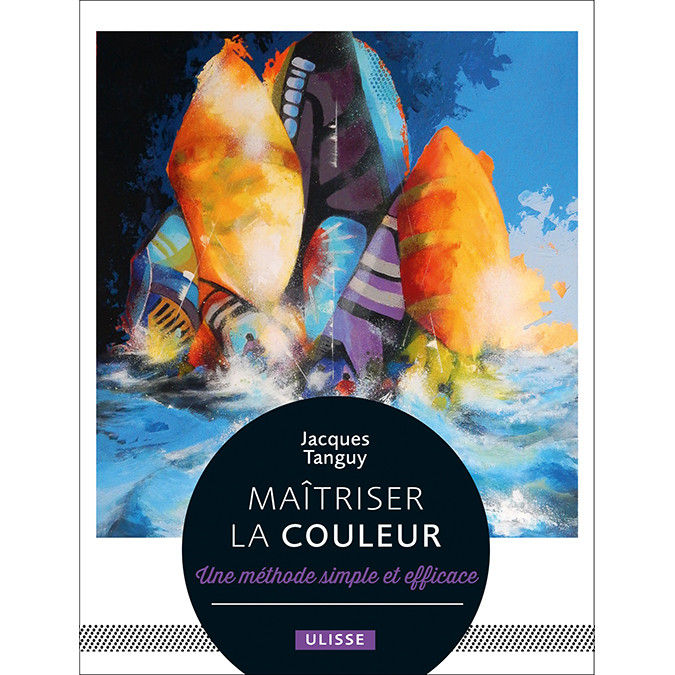 Jacques
Tanguy
MAÎTRISER
LA COULEUR
Une méthode simple et efficace
ULISSE